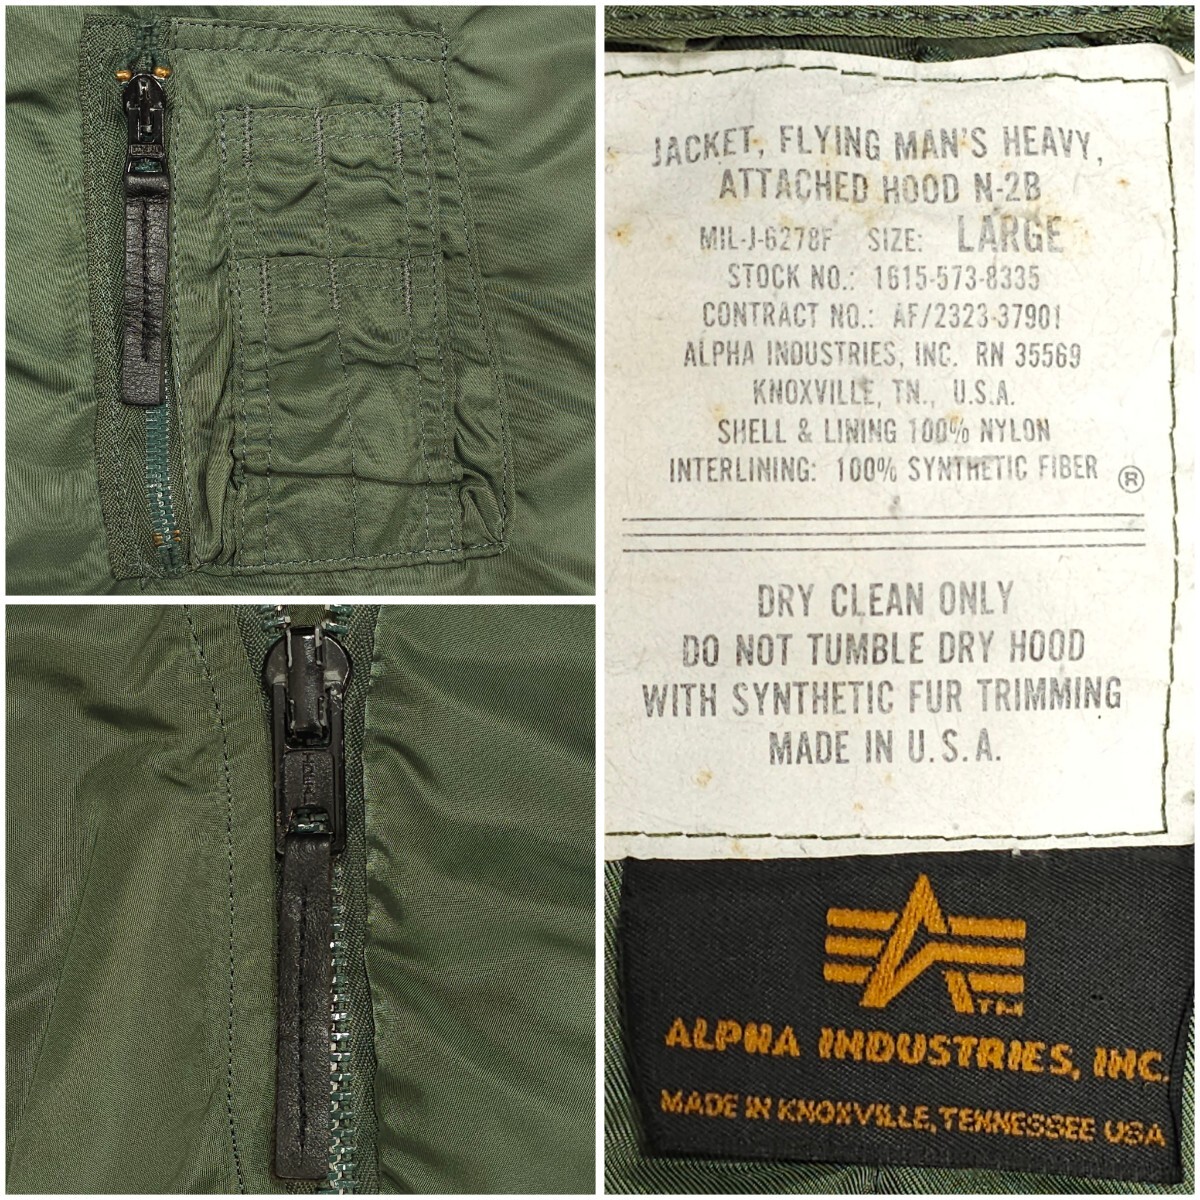 JACKET, FLYING MAN'S HEAVY,
ATTACHED HOOD N-2B
MIL-J-6278F SIZE: LARGE
STOCK NO.: 1615-573-8335
CONTRACT NO.: AF/2323-37901
ALPHA INDUSTRIES, INC. RN 35569
KNOXVILLE, TN., U.S.A.
SHELL & LINING 100% NYLON
INTERLINING: 100% SYNTHETIC FIBER ®
DRY CLEAN ONLY
DO NOT TUMBLE DRY HOOD
WITH SYNTHETIC FUR TRIMMING
MADE IN U.S.A.
TM
ALPHA INDUSTRIES, INC.
MADE IN KNOXVILLE, TENNESSEE USA